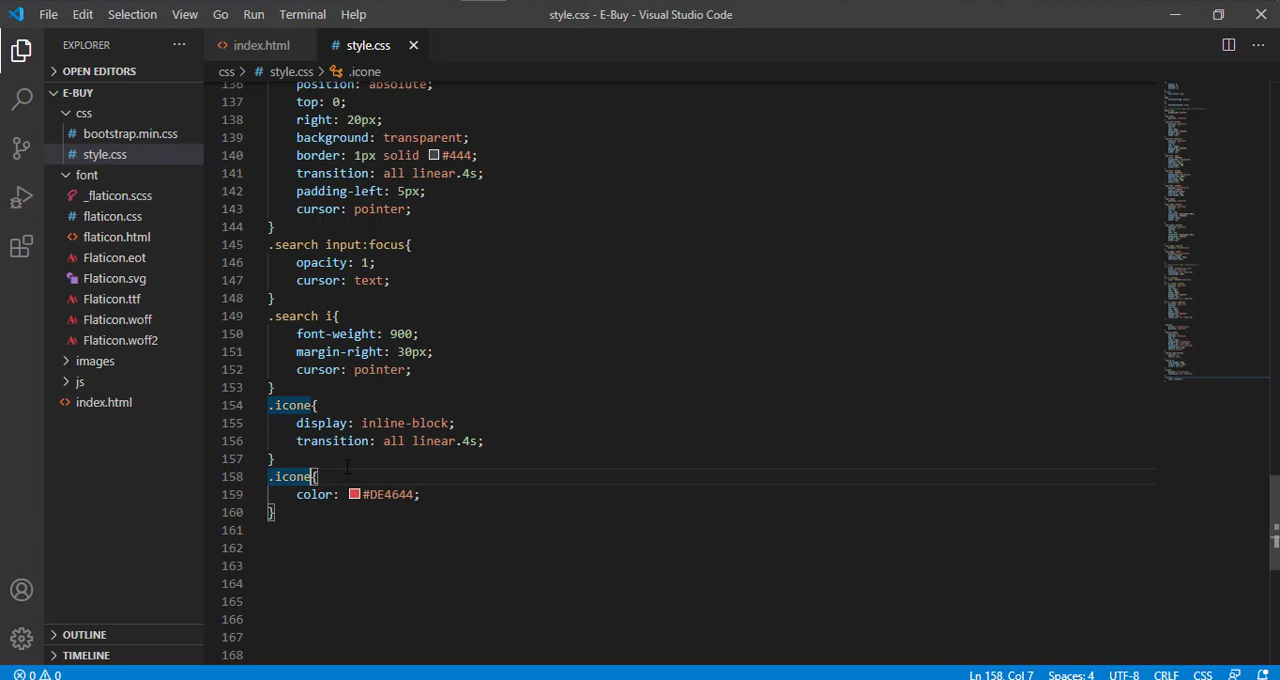 File Edit Selection View Go Run Terminal Help
style.css - E-Buy - Visual Studio Code
EXPLORER
index.html
style.css
OPEN EDITORS
css > style.css > .icone
E-BUY
css
bootstrap.min.css
style.css
font
_flaticon.scss
flaticon.css
flaticon.html
Flaticon.eot
Flaticon.svg
Flaticon.ttf
Flaticon.woff
Flaticon.woff2
images
js
index.html
OUTLINE
TIMELINE
136 position: absolute;
137 top: 0;
138 right: 20px;
139 background: transparent;
140 border: 1px solid #444;
141 transition: all linear.4s;
142 padding-left: 5px;
143 cursor: pointer;
144 }
145 .search input:focus{
146 opacity: 1;
147 cursor: text;
148 }
149 .search i{
150 font-weight: 900;
151 margin-right: 30px;
152 cursor: pointer;
153 }
154 .icone{
155 display: inline-block;
156 transition: all linear.4s;
157 }
158 .icone{
159 color: #DE4644;
160 }
161
162
163
164
165
166
167
168
0 0
Ln 158, Col 7 Spaces: 4 UTF-8 CRLF CSS